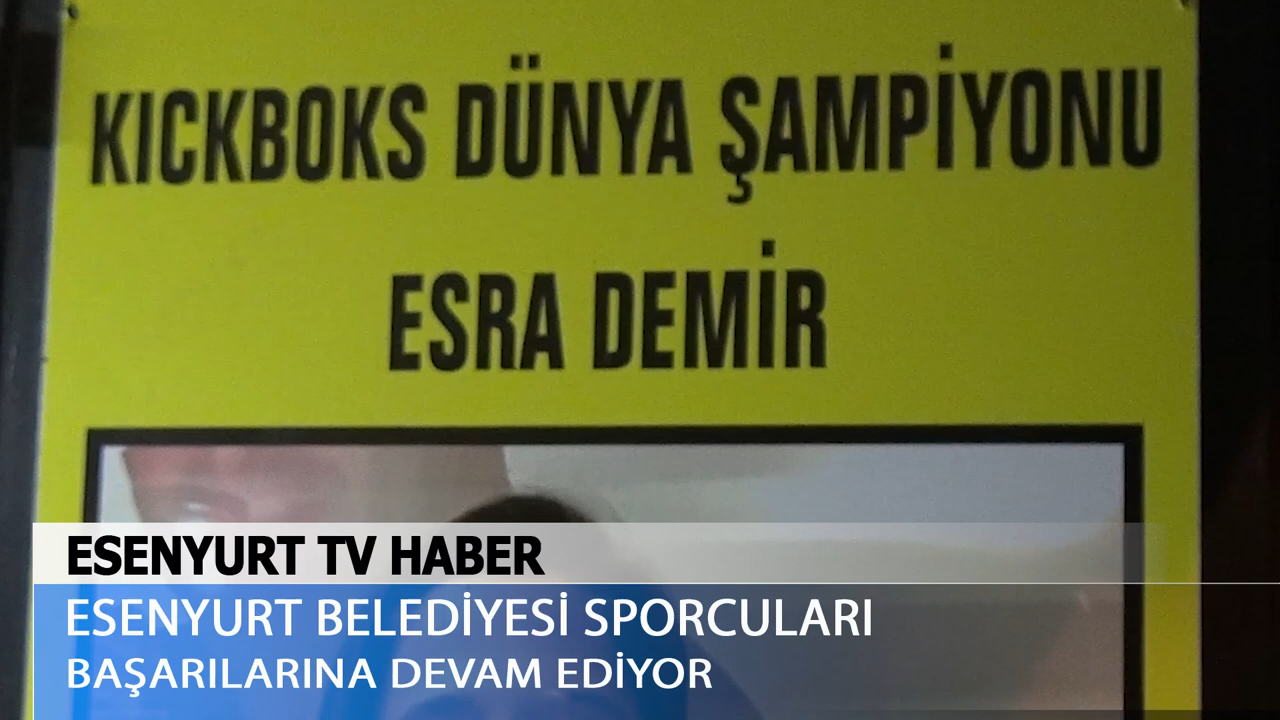 KICKBOKS DÜNYA ŞAMPİYONU
ESRA DEMİR
ESENYURT TV HABER
ESENYURT BELEDİYESİ SPORCULARI
BAŞARILARINA DEVAM EDİYOR